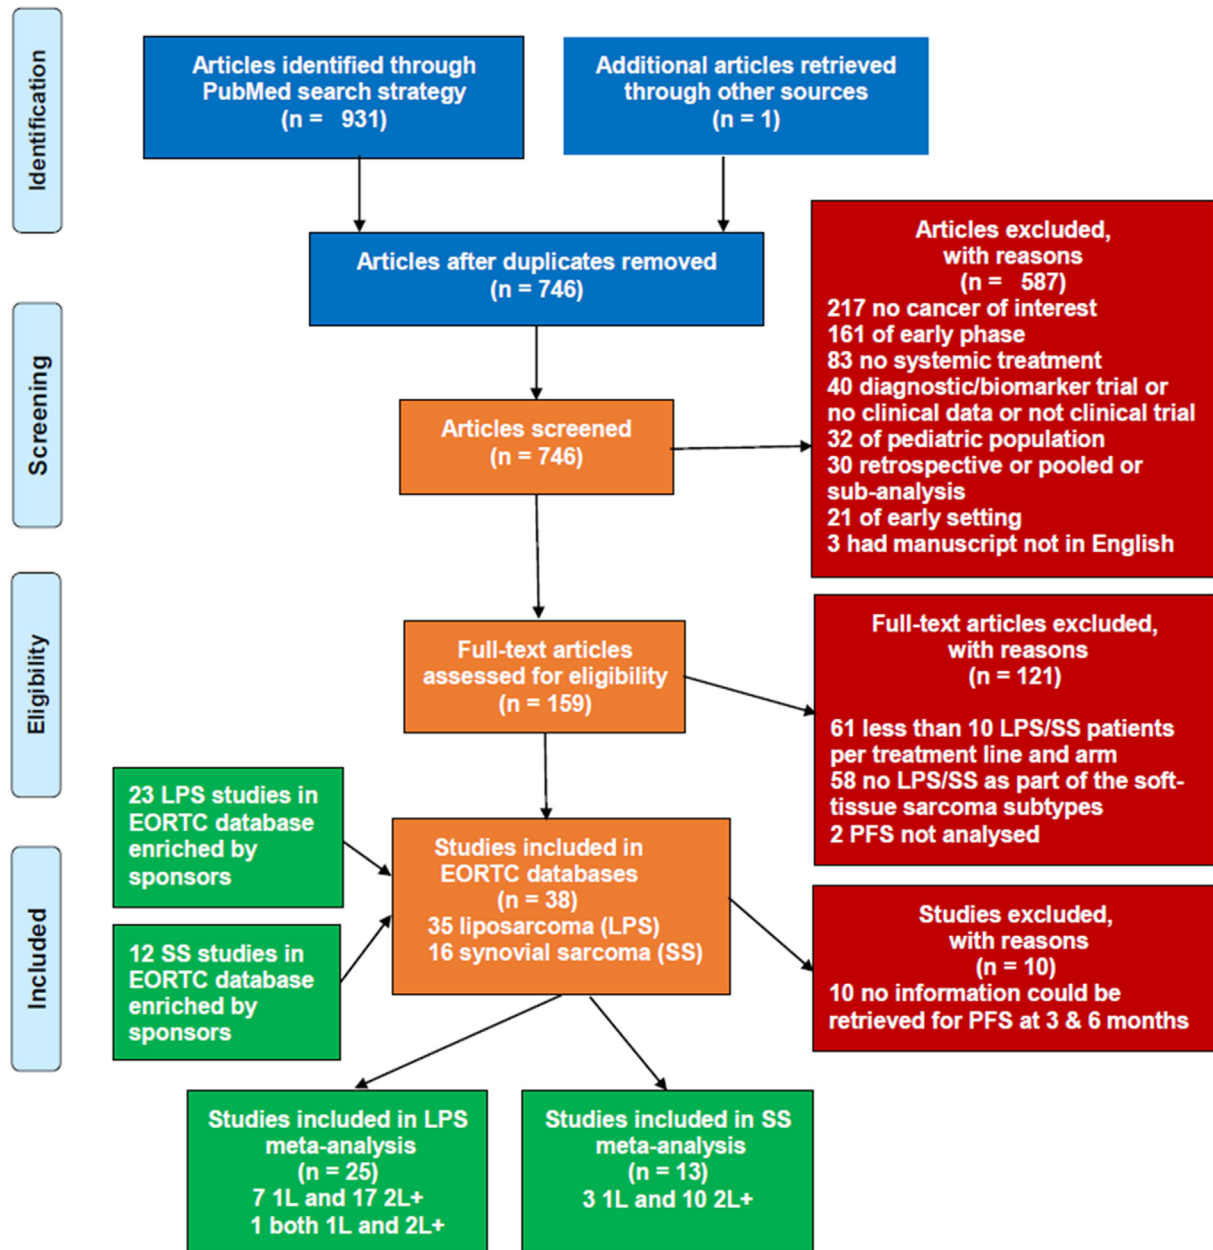 Identification
Articles identified through
PubMed search strategy
(n = 931)
Additional articles retrieved
through other sources
(n = 1)
Articles after duplicates removed
(n = 746)
Screening
Articles screened
(n = 746)
Articles excluded,
with reasons
(n = 587)
217 no cancer of interest
161 of early phase
83 no systemic treatment
40 diagnostic/biomarker trial or
no clinical data or not clinical trial
32 of pediatric population
30 retrospective or pooled or
sub-analysis
21 of early setting
3 had manuscript not in English
Eligibility
Full-text articles
assessed for eligibility
(n = 159)
Full-text articles excluded,
with reasons
(n = 121)
61 less than 10 LPS/SS patients
per treatment line and arm
58 no LPS/SS as part of the soft-
tissue sarcoma subtypes
2 PFS not analysed
Included
23 LPS studies in
EORTC database
enriched by
sponsors
12 SS studies in
EORTC database
enriched by
sponsors
Studies included in
EORTC databases
(n = 38)
35 liposarcoma (LPS)
16 synovial sarcoma (SS)
Studies excluded,
with reasons
(n = 10)
10 no information could be
retrieved for PFS at 3 & 6 months
Studies included in LPS
meta-analysis
(n = 25)
7 1L and 17 2L+
1 both 1L and 2L+
Studies included in SS
meta-analysis
(n = 13)
3 1L and 10 2L+